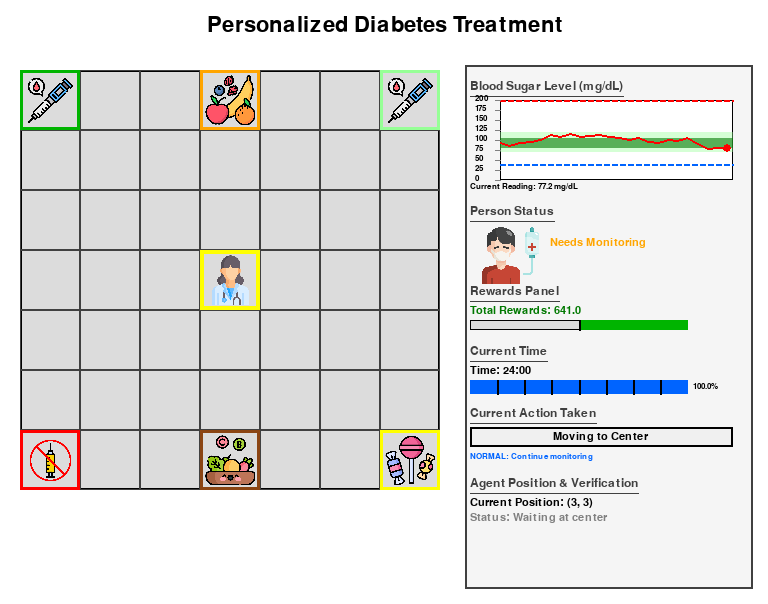 Personalized Diabetes Treatment
Blood Sugar Level (mg/dL)
200
175
150
125
100
75
50
25
0
Current Reading: 77.2 mg/dL
Person Status
Needs Monitoring
Rewards Panel
Total Rewards: 641.0
Current Time
Time: 24:00
100.0%
Current Action Taken
Moving to Center
NORMAL: Continue monitoring
Agent Position & Verification
Current Position: (3, 3)
Status: Waiting at center